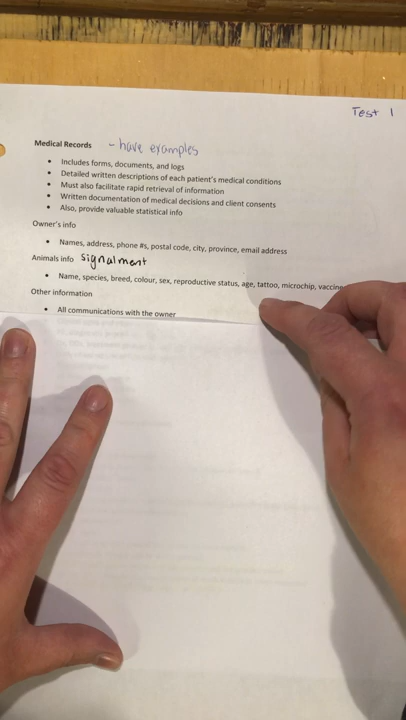 Test 1
Medical Records - have examples
• Includes forms, documents, and logs
• Detailed written descriptions of each patient's medical conditions
• Must also facilitate rapid retrieval of information
• Written documentation of medical decisions and client consents
• Also, provide valuable statistical info
Owner's info
• Names, address, phone #s, postal code, city, province, email address
Animals info Signalment
• Name, species, breed, colour, sex, reproductive status, age, tattoo, microchip, vaccine
Other information
• All communications with the owner